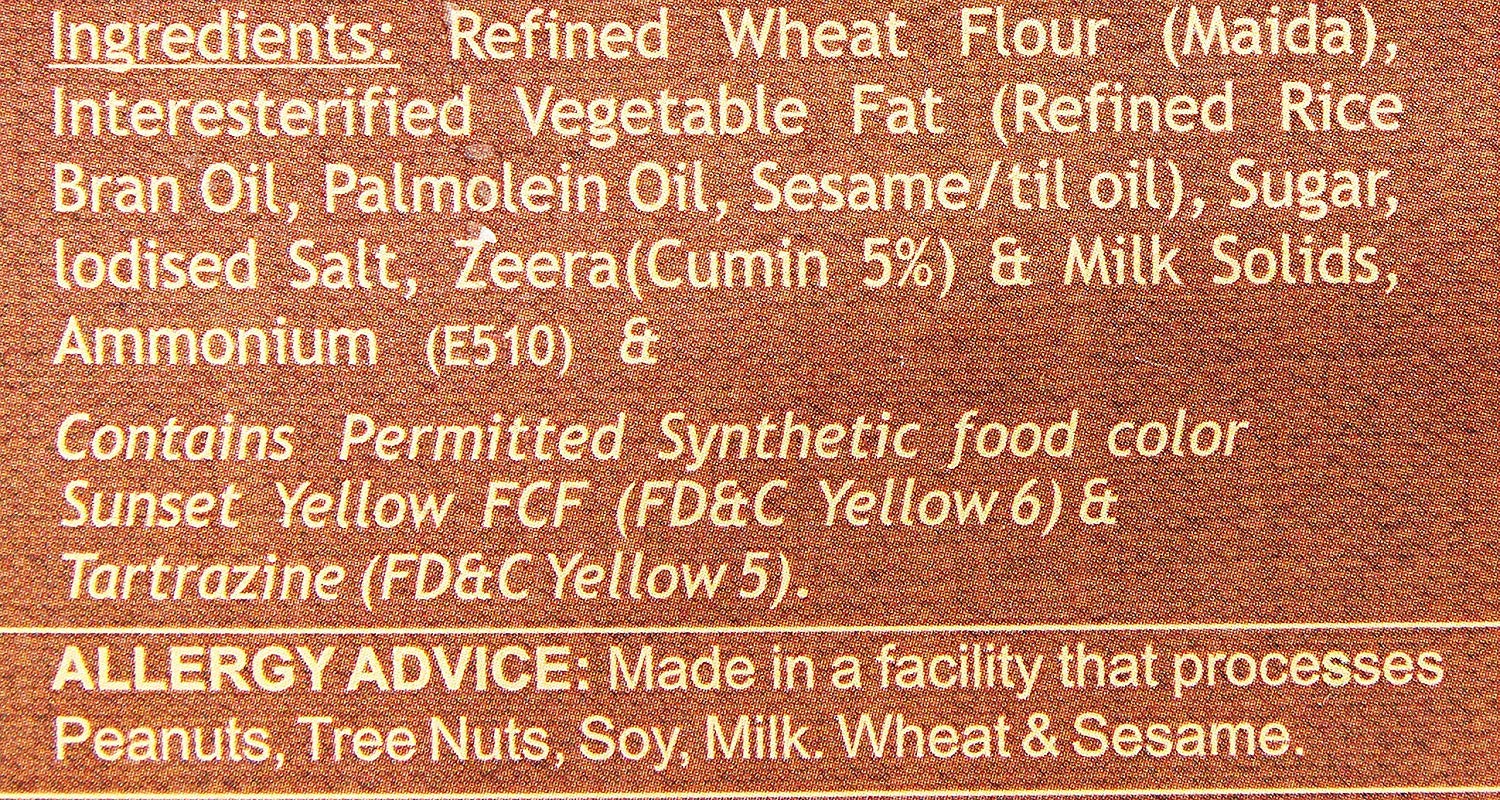 Ingredients: Refined Wheat Flour (Maida),
Interesterified Vegetable Fat (Refined Rice
Bran Oil, Palmolein Oil, Sesame/til oil), Sugar,
Iodised Salt, Zeera(Cumin 5%) & Milk Solids,
Ammonium (E510) &
Contains Permitted Synthetic food color
Sunset Yellow FCF (FD&C Yellow 6) &
Tartrazine (FD&C Yellow 5).
ALLERGY ADVICE: Made in a facility that processes
Peanuts, Tree Nuts, Soy, Milk. Wheat & Sesame.